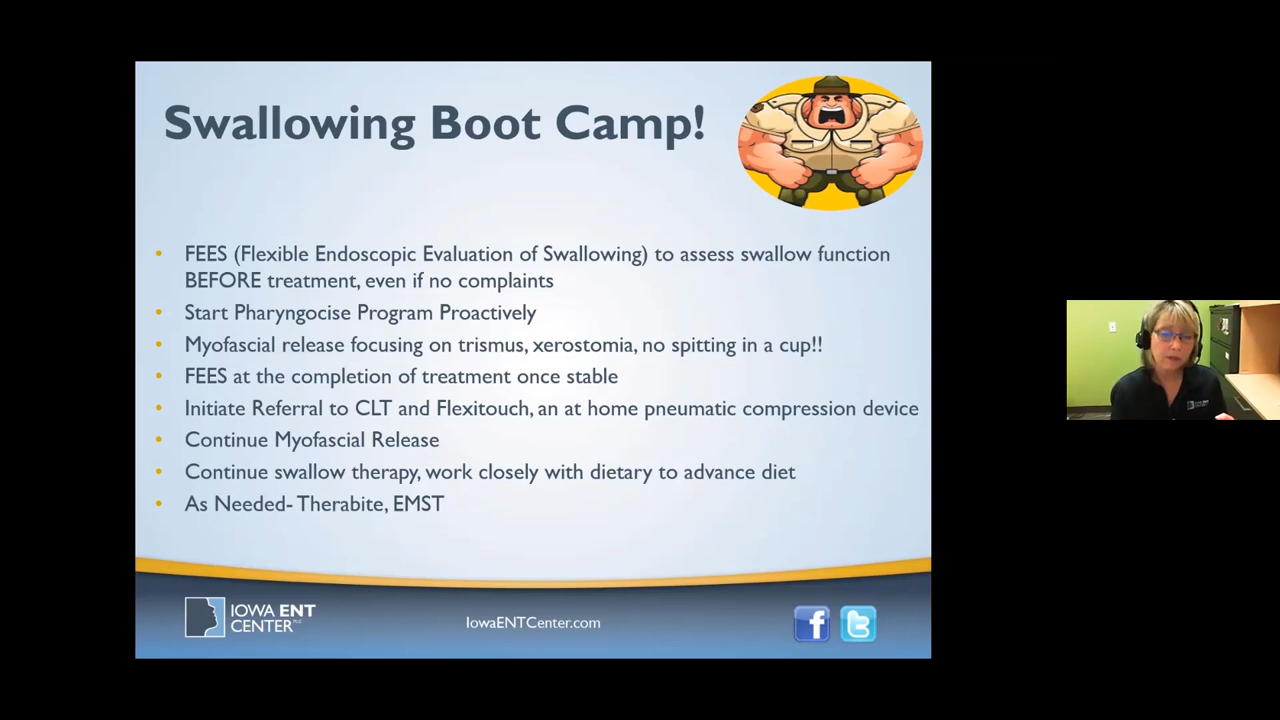 Swallowing Boot Camp!
• FEES (Flexible Endoscopic Evaluation of Swallowing) to assess swallow function
BEFORE treatment, even if no complaints
• Start Pharyngocise Program Proactively
• Myofascial release focusing on trismus, xerostomia, no spitting in a cup!!
• FEES at the completion of treatment once stable
• Initiate Referral to CLT and Flexitouch, an at home pneumatic compression device
• Continue Myofascial Release
• Continue swallow therapy, work closely with dietary to advance diet
• As Needed- Therabite, EMST
IOWA ENT
CENTER PLC
IowaENTCenter.com